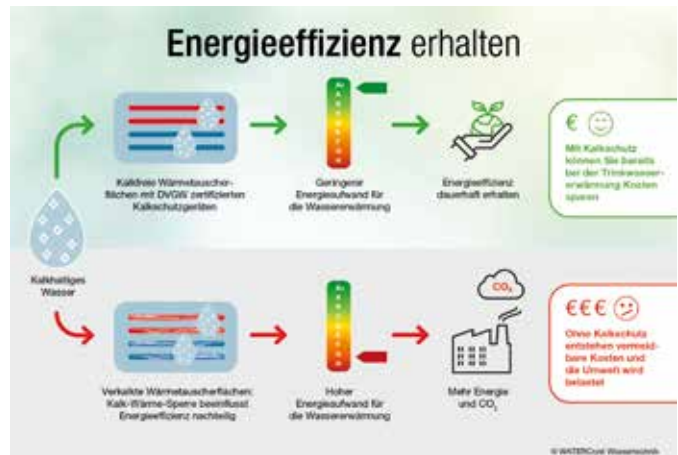 Energieeffizienz erhalten
Kalkfreie Wärmetauscher-
flächen mit DVGW zertifizierten
Kalkschutzgeräten
Geringerer
Energieaufwand für
die Wassererwärmung
Energieeffizienz
dauerhaft erhalten
€
Mit Kalkschutz
können Sie bereits
bei der Trinkwasser-
erwärmung Kosten
sparen
Kalkhaltiges
Wasser
Verkalkte Wärmetauscherflächen:
Kalk-Wärme-Sperre beeinflusst
Energieeffizienz nachteilig
Hoher
Energieaufwand für
die Wassererwärmung
CO₂
Mehr Energie
und CO₂
€€€
Ohne Kalkschutz
entstehen vermeid-
bare Kosten und
die Umwelt wird
belastet
© WATERCryst Wassertechnik